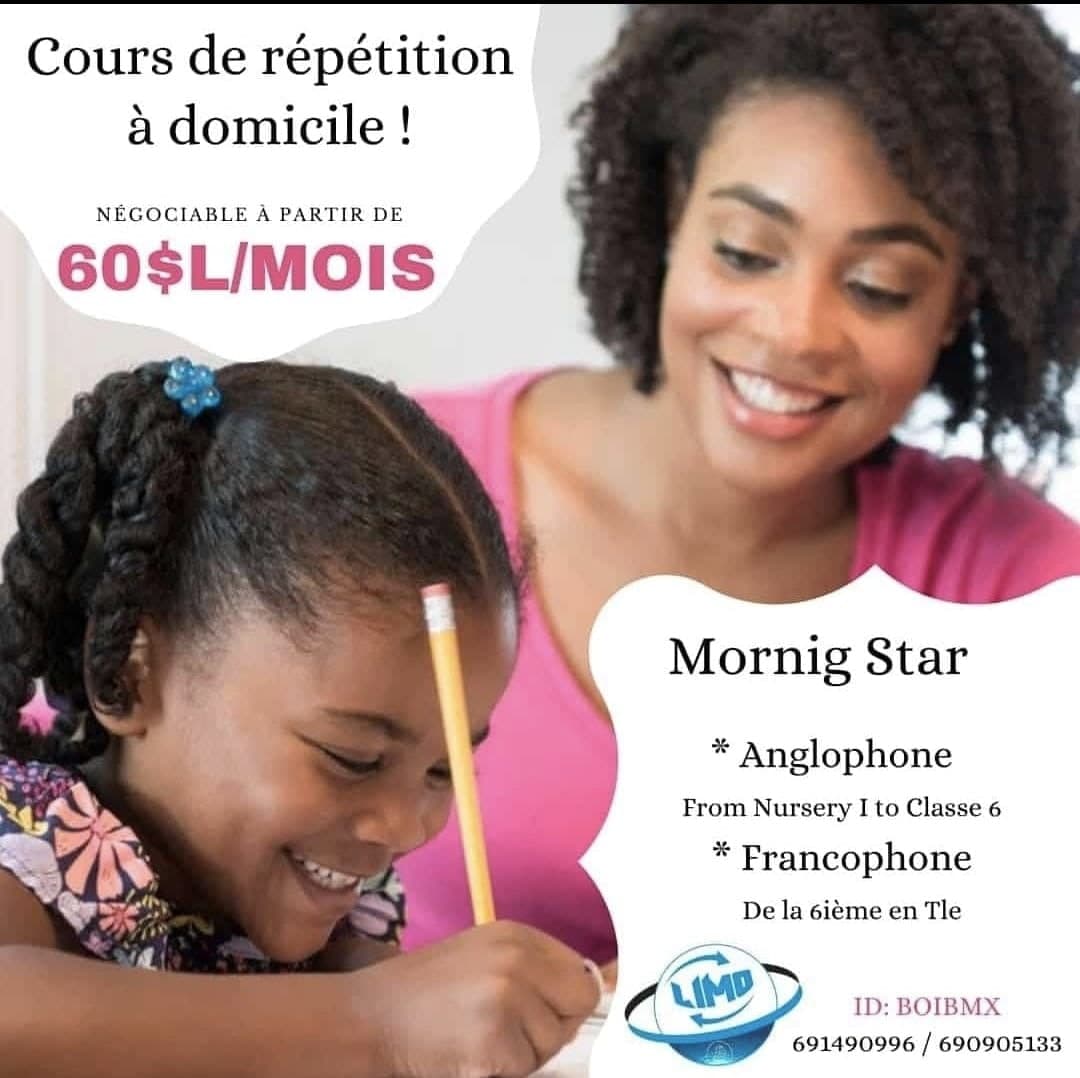 Cours de répétition
à domicile !
NÉGOCIABLE À PARTIR DE
60$L/MOIS
Mornig Star
* Anglophone
From Nursery I to Classe 6
* Francophone
De la 6ième en Tle
LIMO
ID: BOIBMX
691490996 / 690905133